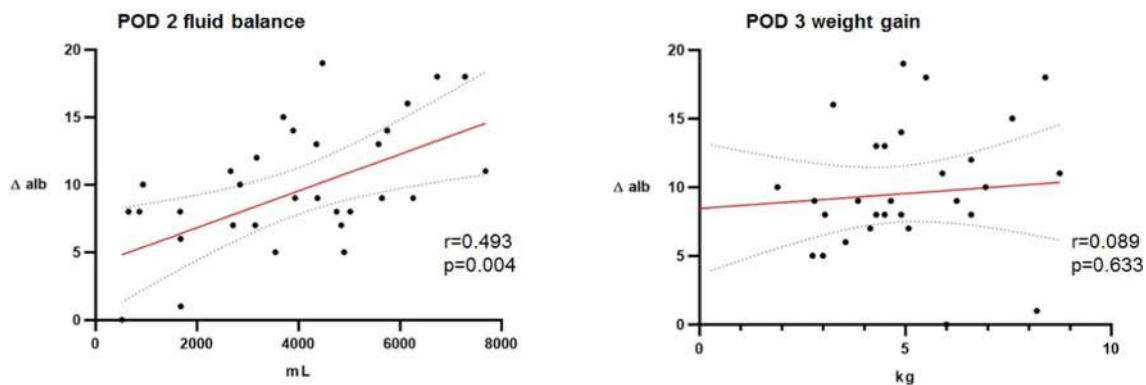 POD 2 fluid balance
20
15
Δ alb
10
5
0
r=0.493
p=0.004
0 2000 4000 6000 8000
mL
POD 3 weight gain
20
15
Δ alb
10
5
0
r=0.089
p=0.633
0 5 10
kg